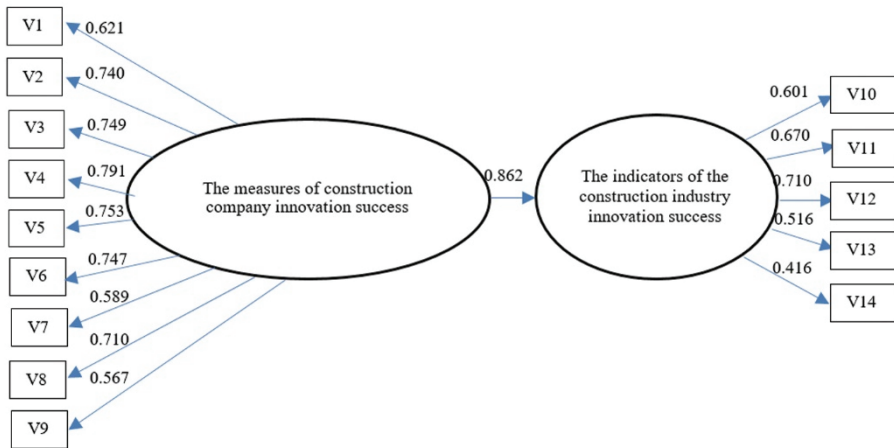 V1
0.621
V2
0.740
V3
0.749
V4
0.791
V5
0.753
V6
0.747
V7
0.589
V8
0.710
V9
0.567
The measures of construction
company innovation success
0.862
The indicators of the
construction industry
innovation success
0.601
V10
0.670
V11
0.710
V12
0.516
V13
0.416
V14